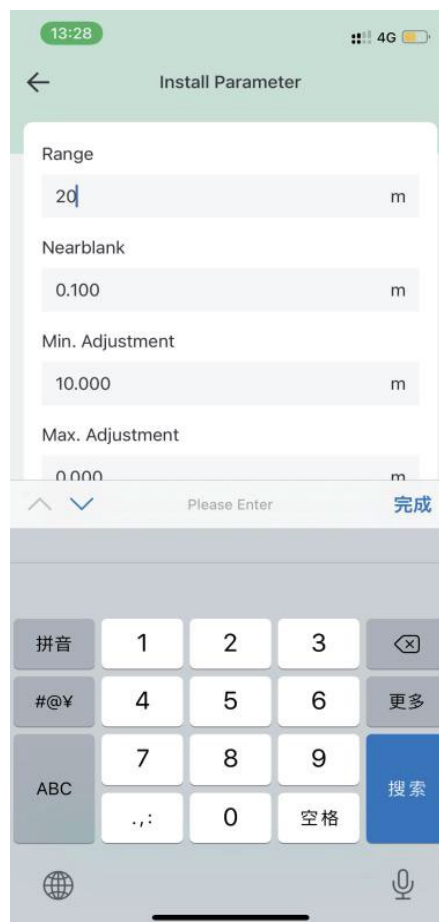 13:28
4G
Install Parameter
Range
20 m
Nearblank
0.100 m
Min. Adjustment
10.000 m
Max. Adjustment
0.000 m
Please Enter 完成
拼音 1 2 3
#@¥ 4 5 6 更多
ABC 7 8 9 搜索
.,: 0 空格